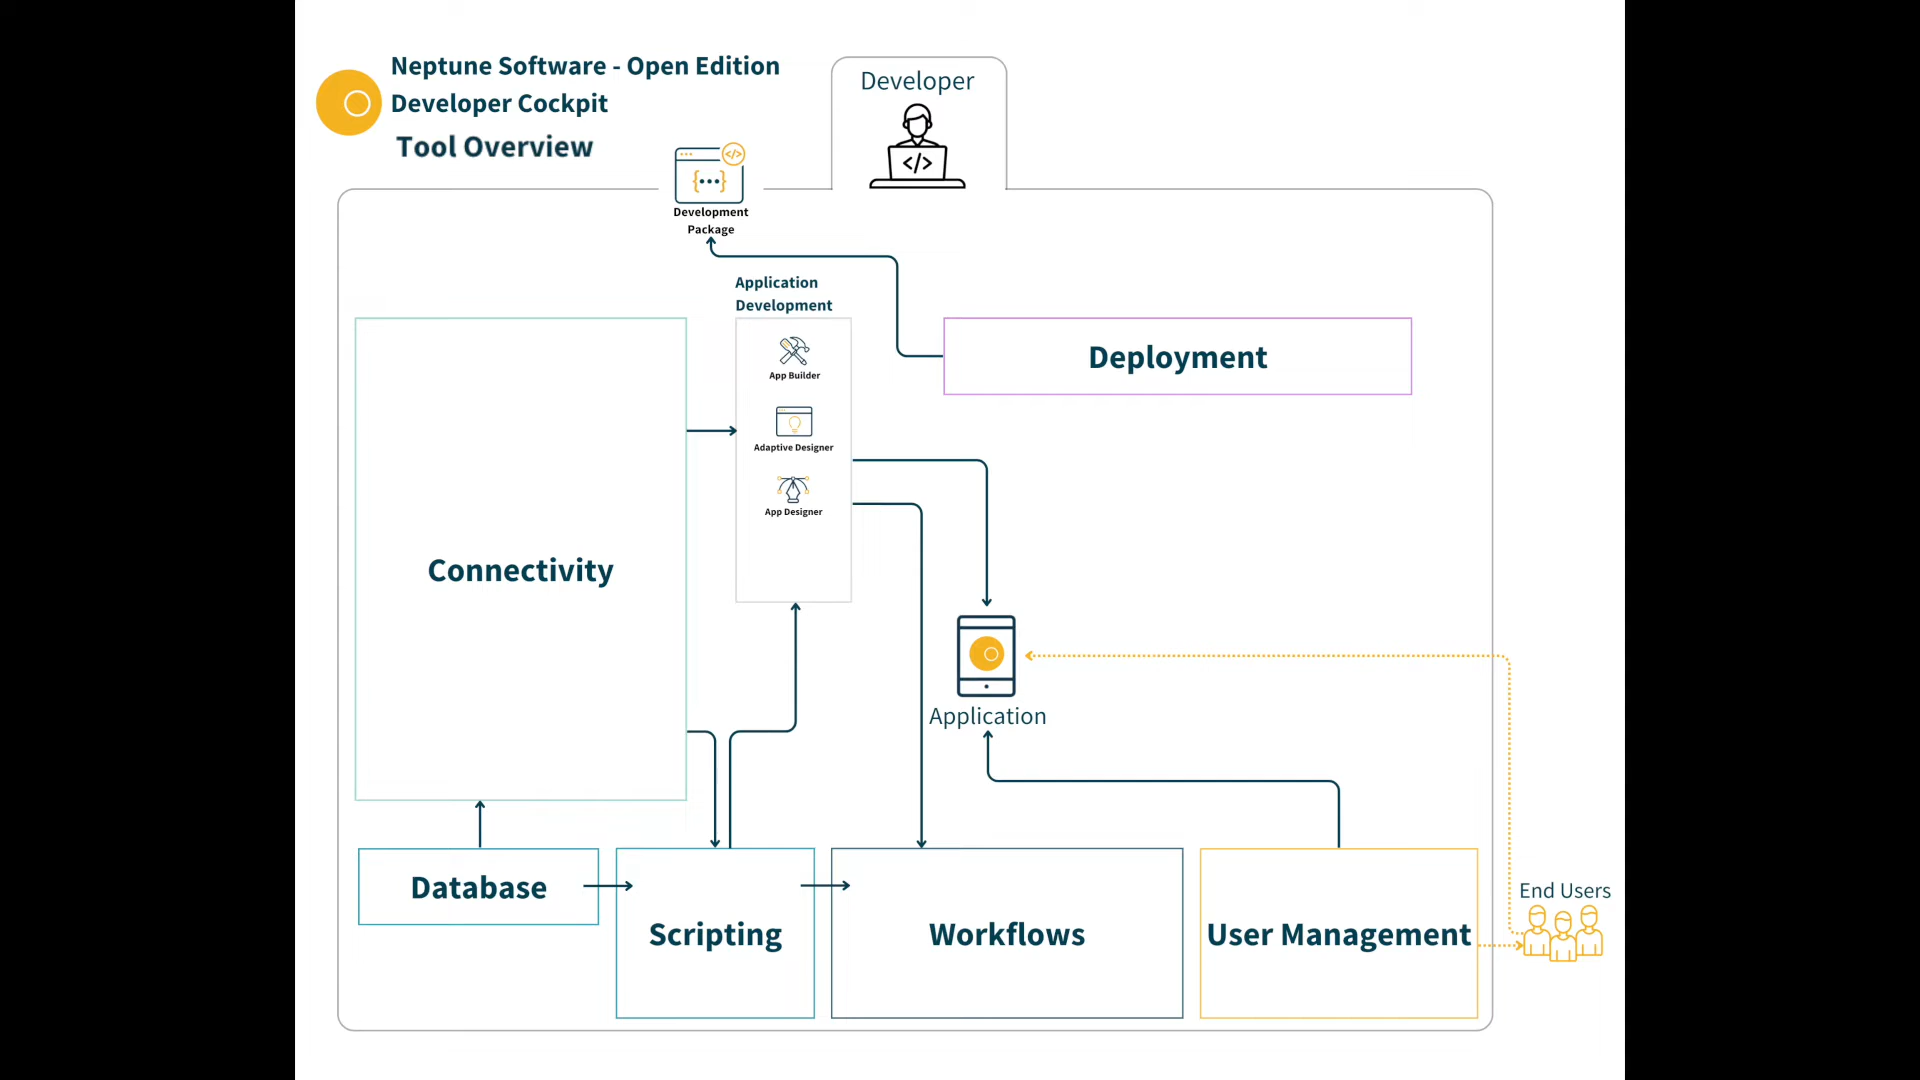 Neptune Software - Open Edition
Developer Cockpit
Tool Overview
Developer
</>
</>
{•••}
Development
Package
Application
Development
App Builder
Adaptive Designer
App Designer
Deployment
Connectivity
Application
Database
Scripting
Workflows
User Management
End Users